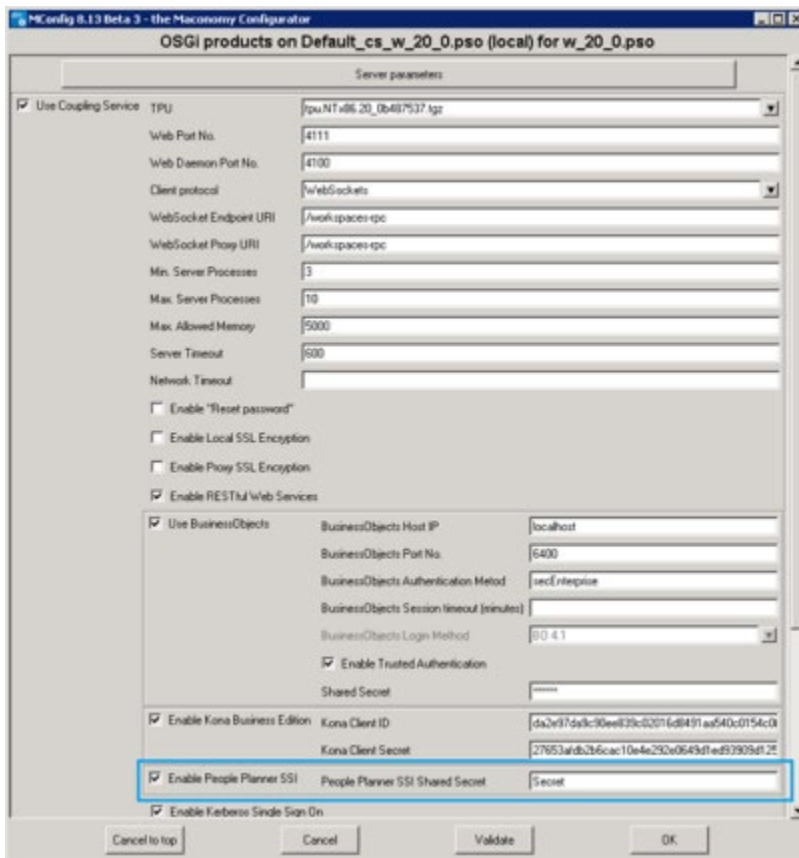 MConfig 8.13 Beta 3 - the Maconomy Configurator
OSGi products on Default_cs_w_20_0.pso (local) for w_20_0.pso
Server parameters
Use Coupling Service TPU tpu.NTx86.20_0b487537.tgz
Web Port No. 4111
Web Daemon Port No. 4100
Client protocol WebSockets
WebSocket Endpoint URI /workspaces-rpc
WebSocket Proxy URI /workspaces-rpc
Min. Server Processes 3
Max. Server Processes 10
Max. Allowed Memory 5000
Server Timeout 600
Network Timeout
Enable "Reset password"
Enable Local SSL Encryption
Enable Proxy SSL Encryption
Enable RESTful Web Services
Use BusinessObjects BusinessObjects Host IP localhost
BusinessObjects Port No. 6400
BusinessObjects Authentication Metod secEnterprise
BusinessObjects Session timeout (minutes)
BusinessObjects Login Method BO 4.1
Enable Trusted Authentication
Shared Secret ******
Enable Kona Business Edition Kona Client ID
Kona Client Secret
Enable People Planner SSI People Planner SSI Shared Secret Secret
Enable Kerberos Single Sign On
Cancel to top Cancel Validate OK